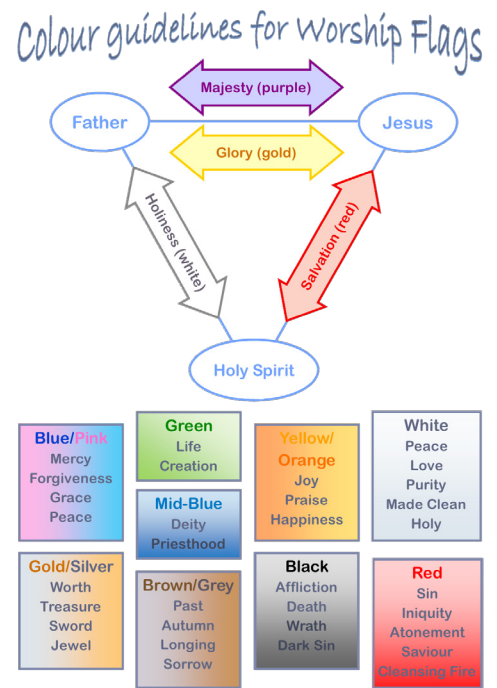 Colour guidelines for Worship Flags
Majesty (purple)
Father
Jesus
Glory (gold)
Holiness (white)
Salvation (red)
Holy Spirit
Blue/Pink
Mercy
Forgiveness
Grace
Peace
Green
Life
Creation
Mid-Blue
Deity
Priesthood
Yellow/
Orange
Joy
Praise
Happiness
White
Peace
Love
Purity
Made Clean
Holy
Gold/Silver
Worth
Treasure
Sword
Jewel
Brown/Grey
Past
Autumn
Longing
Sorrow
Black
Affliction
Death
Wrath
Dark Sin
Red
Sin
Iniquity
Atonement
Saviour
Cleansing Fire